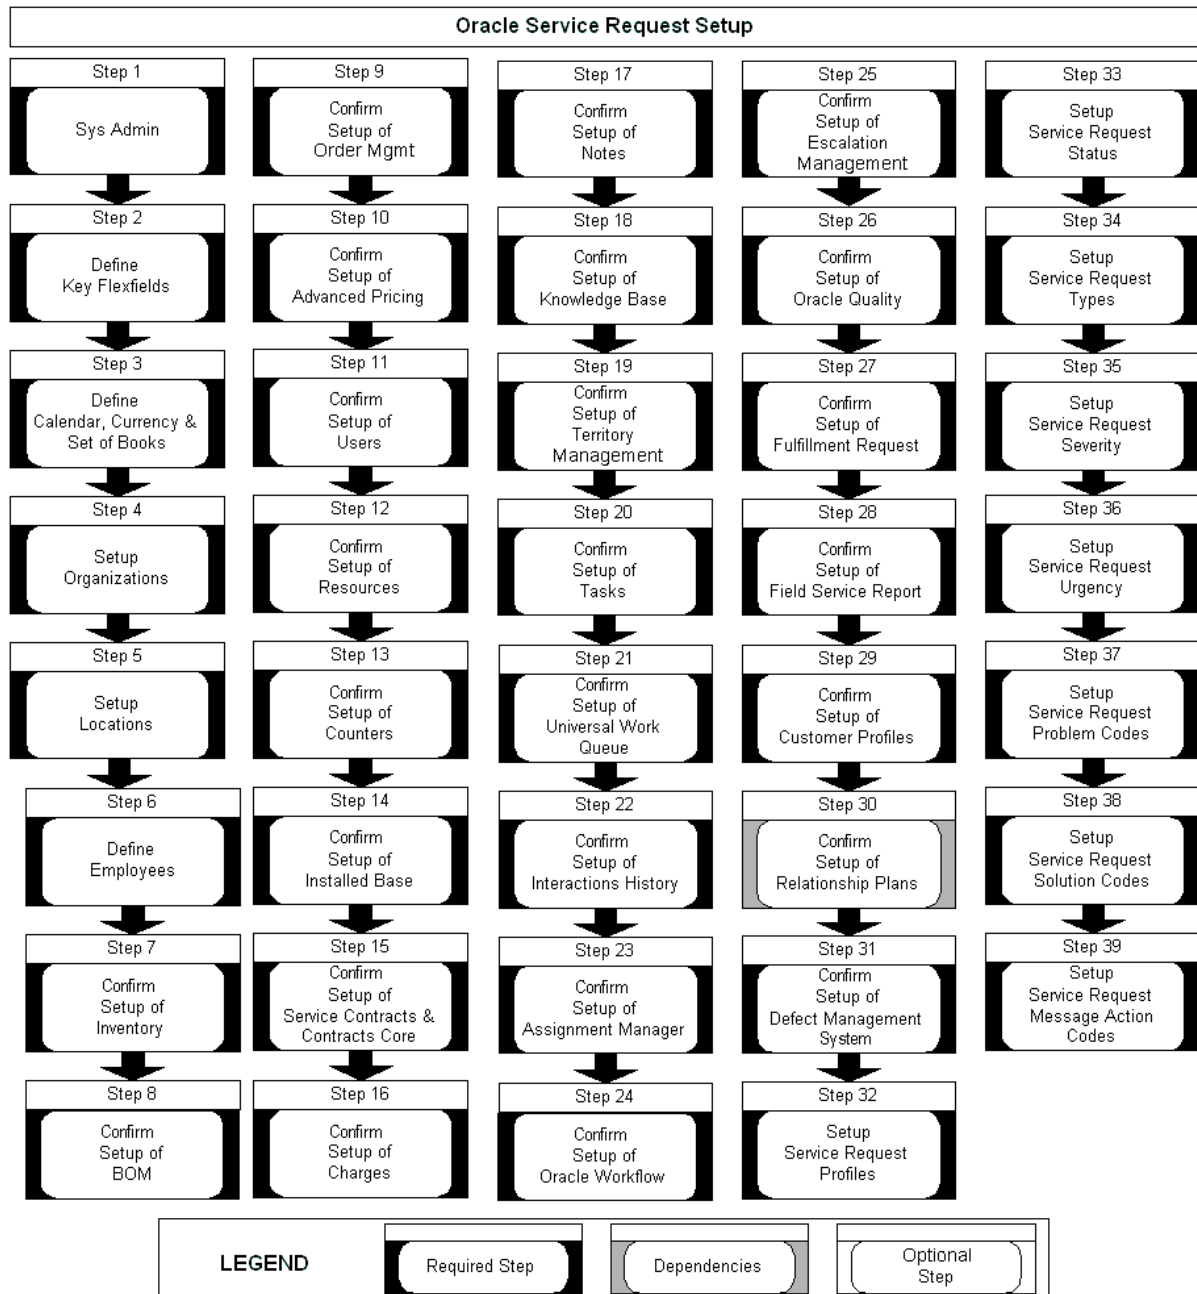 Oracle Service Request Setup
Step 1
Sys Admin
Step 2
Define
Key Flexfields
Step 3
Define
Calendar, Currency &
Set of Books
Step 4
Setup
Organizations
Step 5
Setup
Locations
Step 6
Define
Employees
Step 7
Confirm
Setup of
Inventory
Step 8
Confirm
Setup of
BOM
Step 9
Confirm
Setup of
Order Mgmt
Step 10
Confirm
Setup of
Advanced Pricing
Step 11
Confirm
Setup of
Users
Step 12
Confirm
Setup of
Resources
Step 13
Confirm
Setup of
Counters
Step 14
Confirm
Setup of
Installed Base
Step 15
Confirm
Setup of
Service Contracts &
Contracts Core
Step 16
Confirm
Setup of
Charges
Step 17
Confirm
Setup of
Notes
Step 18
Confirm
Setup of
Knowledge Base
Step 19
Confirm
Setup of
Territory
Management
Step 20
Confirm
Setup of
Tasks
Step 21
Confirm
Setup of
Universal Work
Queue
Step 22
Confirm
Setup of
Interactions History
Step 23
Confirm
Setup of
Assignment Manager
Step 24
Confirm
Setup of
Oracle Workflow
Step 25
Confirm
Setup of
Escalation
Management
Step 26
Confirm
Setup of
Oracle Quality
Step 27
Confirm
Setup of
Fulfillment Request
Step 28
Confirm
Setup of
Field Service Report
Step 29
Confirm
Setup of
Customer Profiles
Step 30
Confirm
Setup of
Relationship Plans
Step 31
Confirm
Setup of
Defect Management
System
Step 32
Setup
Service Request
Profiles
Step 33
Setup
Service Request
Status
Step 34
Setup
Service Request
Types
Step 35
Setup
Service Request
Severity
Step 36
Setup
Service Request
Urgency
Step 37
Setup
Service Request
Problem Codes
Step 38
Setup
Service Request
Solution Codes
Step 39
Setup
Service Request
Message Action
Codes
LEGEND
Required Step
Dependencies
Optional
Step